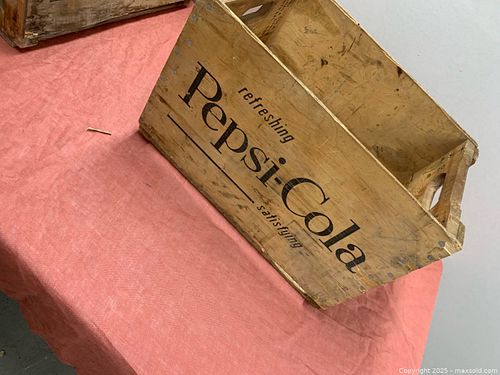 refreshing
Pepsi-Cola
satisfying
Copyright 2025 - maxsold.com